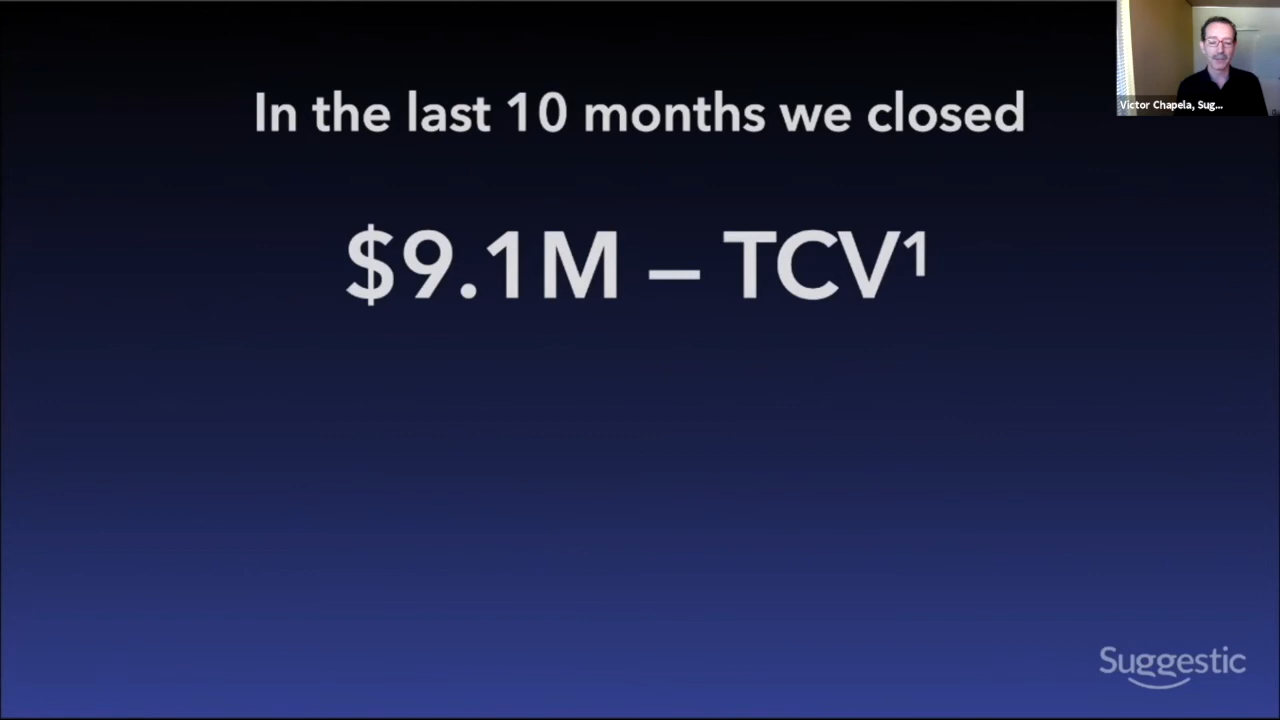 In the last 10 months we closed
$9.1M – TCV¹
Victor Chapela, Sug...
Suggestic